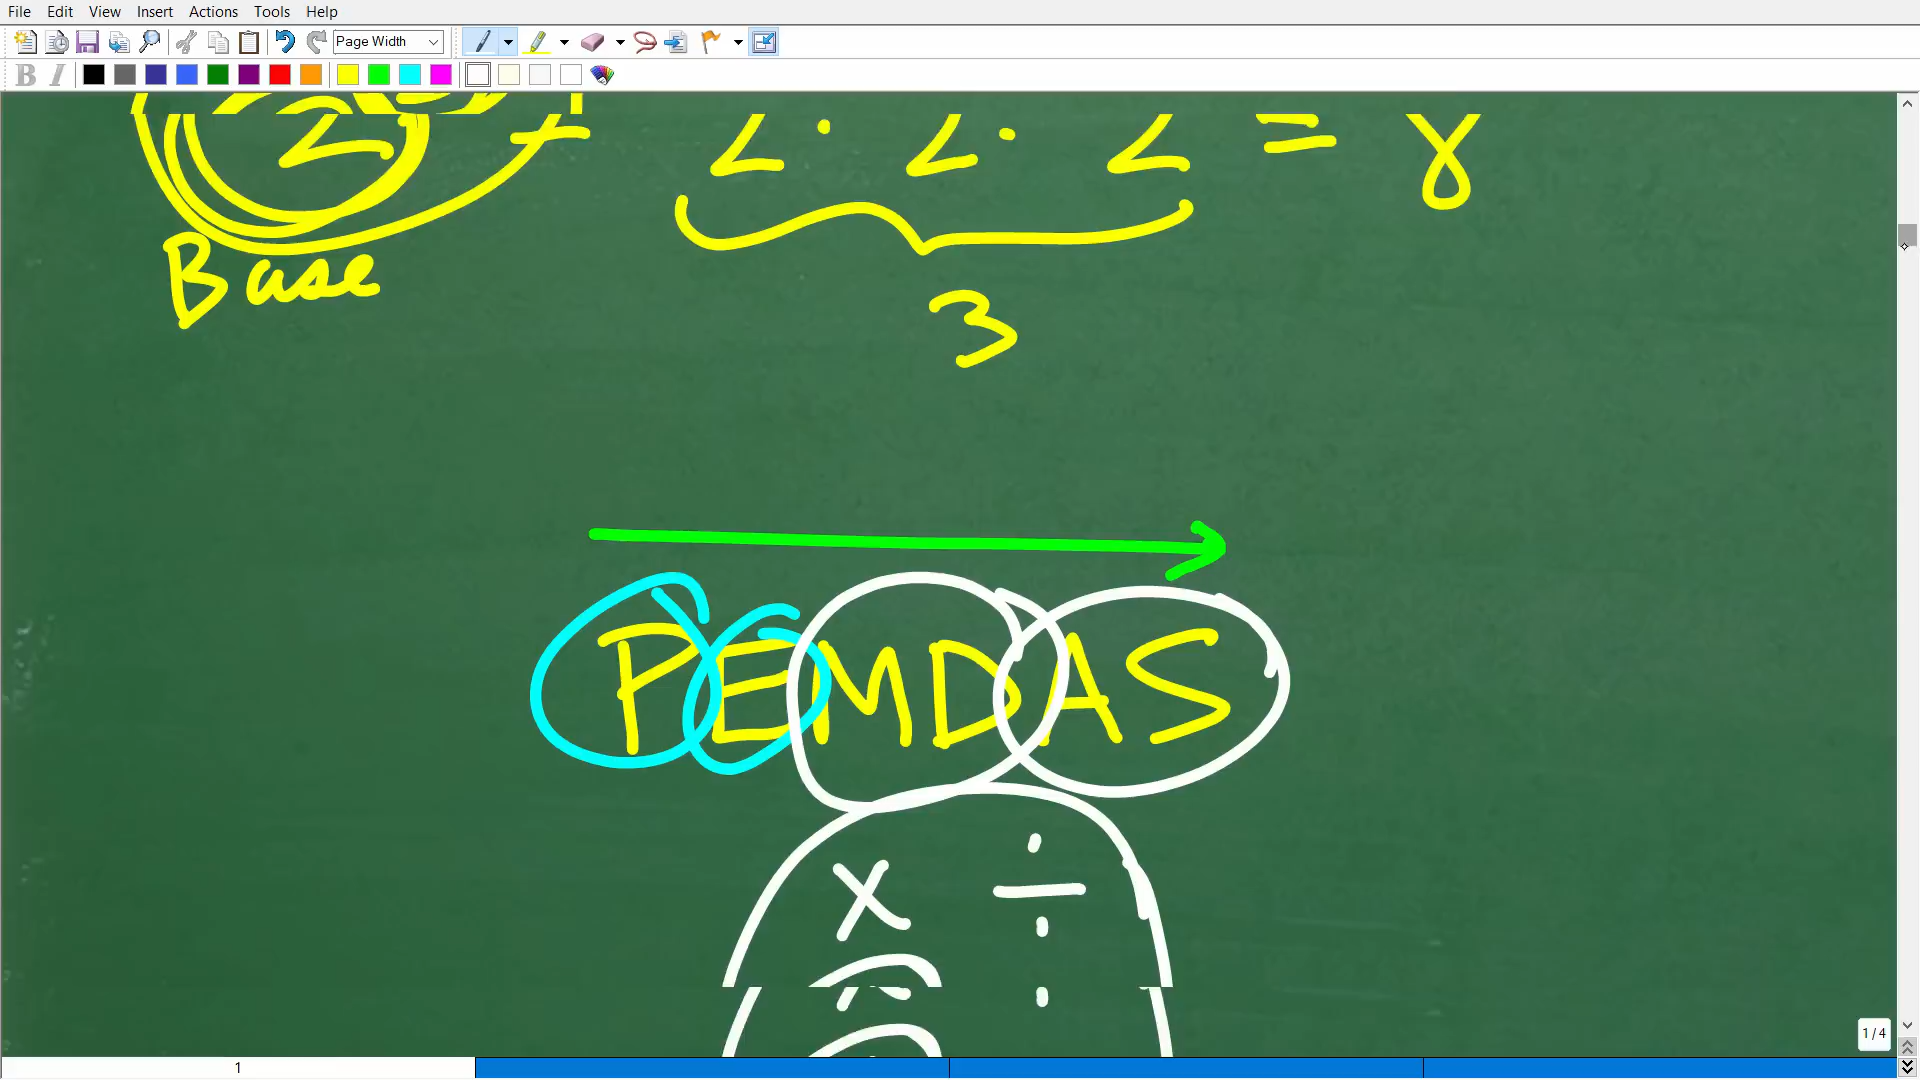 File Edit View Insert Actions Tools Help
Page Width
B I
2 2 · 2 · 2 = 8
Base
3
PEMDAS
× ÷
1 / 4
1